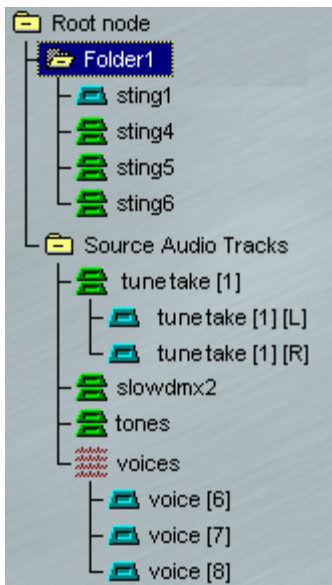 Root node
Folder1
sting1
sting4
sting5
sting6
Source Audio Tracks
tunetake [1]
tunetake [1] [L]
tunetake [1] [R]
slowdmx2
tones
voices
voice [6]
voice [7]
voice [8]